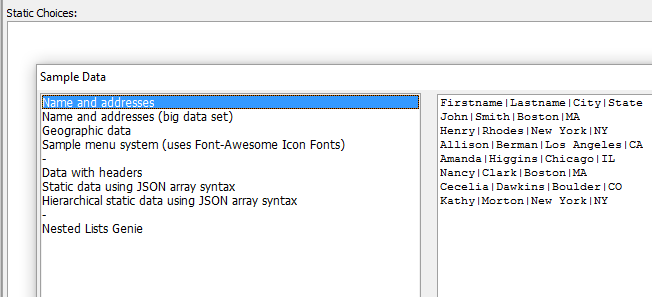 Static Choices:
Sample Data
Name and addresses
Name and addresses (big data set)
Geographic data
Sample menu system (uses Font-Awesome Icon Fonts)
-
Data with headers
Static data using JSON array syntax
Hierarchical static data using JSON array syntax
-
Nested Lists Genie
Firstname|Lastname|City|State
John|Smith|Boston|MA
Henry|Rhodes|New York|NY
Allison|Berman|Los Angeles|CA
Amanda|Higgins|Chicago|IL
Nancy|Clark|Boston|MA
Cecelia|Dawkins|Boulder|CO
Kathy|Morton|New York|NY